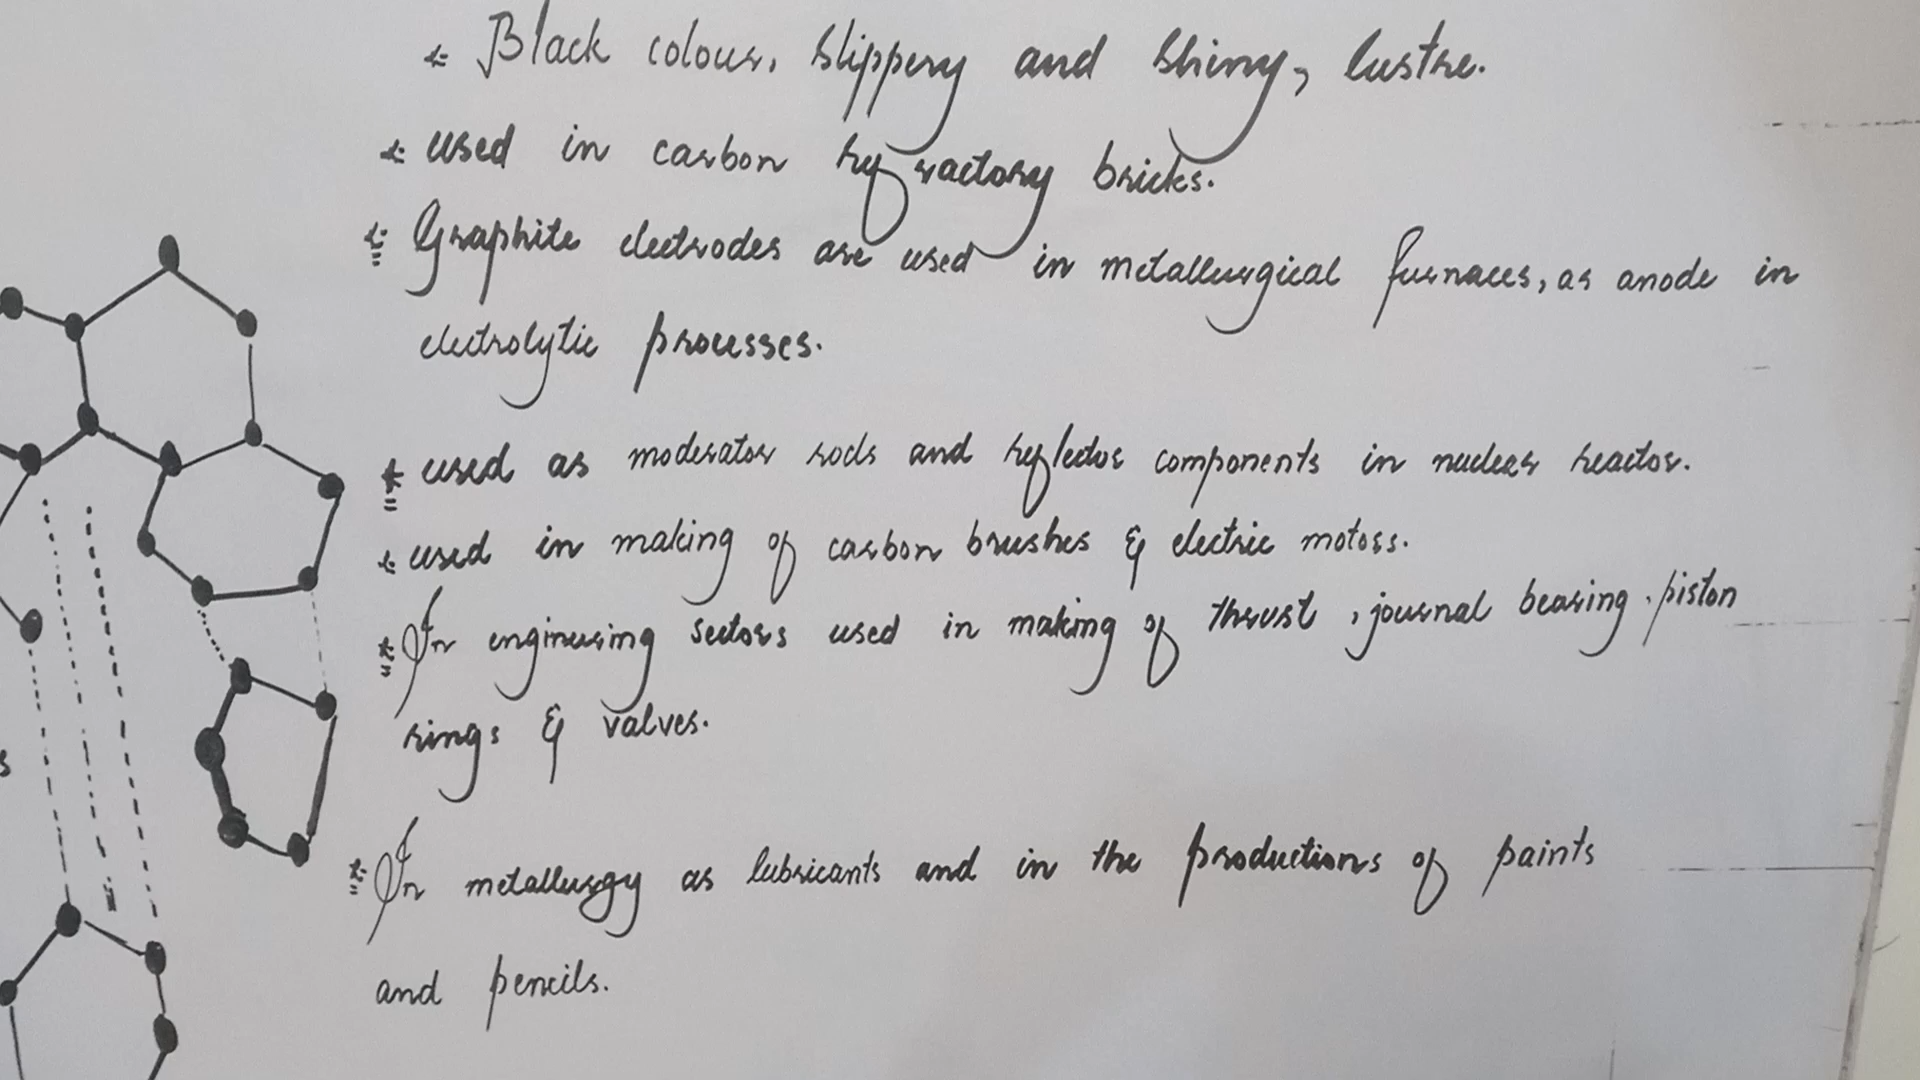 * Black colour, slippery and shiny, lustre.
* used in carbon refractory bricks.
* Graphite electrodes are used in metallurgical furnaces, as anode in
electrolytic processes.
* used as moderator rods and reflector components in nuclear reactor.
* used in making of carbon brushes & electric motors.
* In engineering sectors used in making of thrust, journal bearing, piston
rings & valves.
* In metallurgy as lubricants and in the productions of paints
and pencils.
s